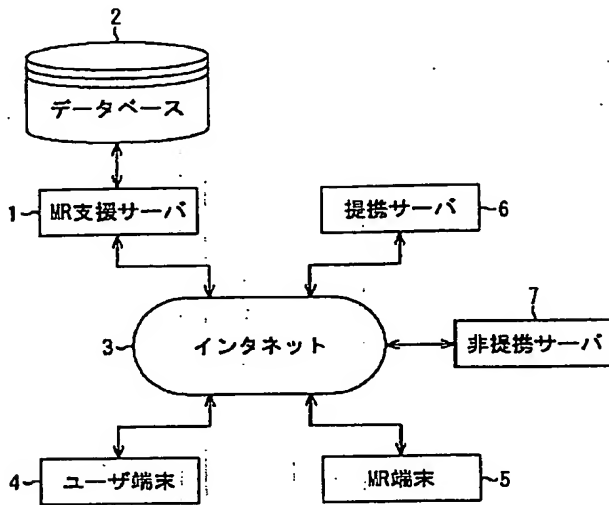 2
データベース
1 MR支援サーバ
提携サーバ 6
7
3 インタネット
非提携サーバ
4 ユーザ端末
MR端末 5